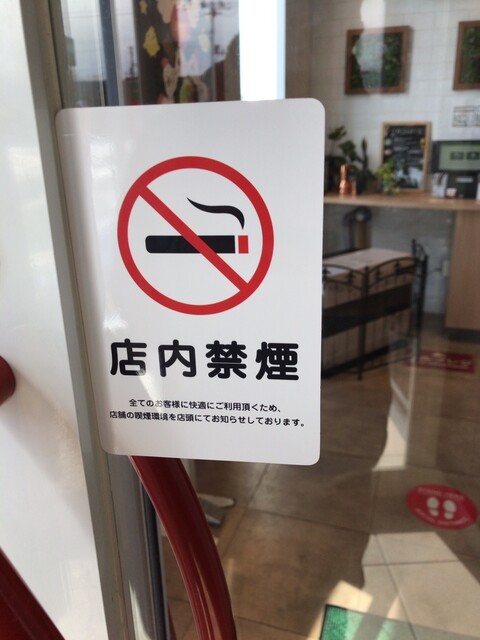 店内禁煙
全てのお客様に快適にご利用頂くため、
店舗の喫煙環境を店頭にてお知らせしております。